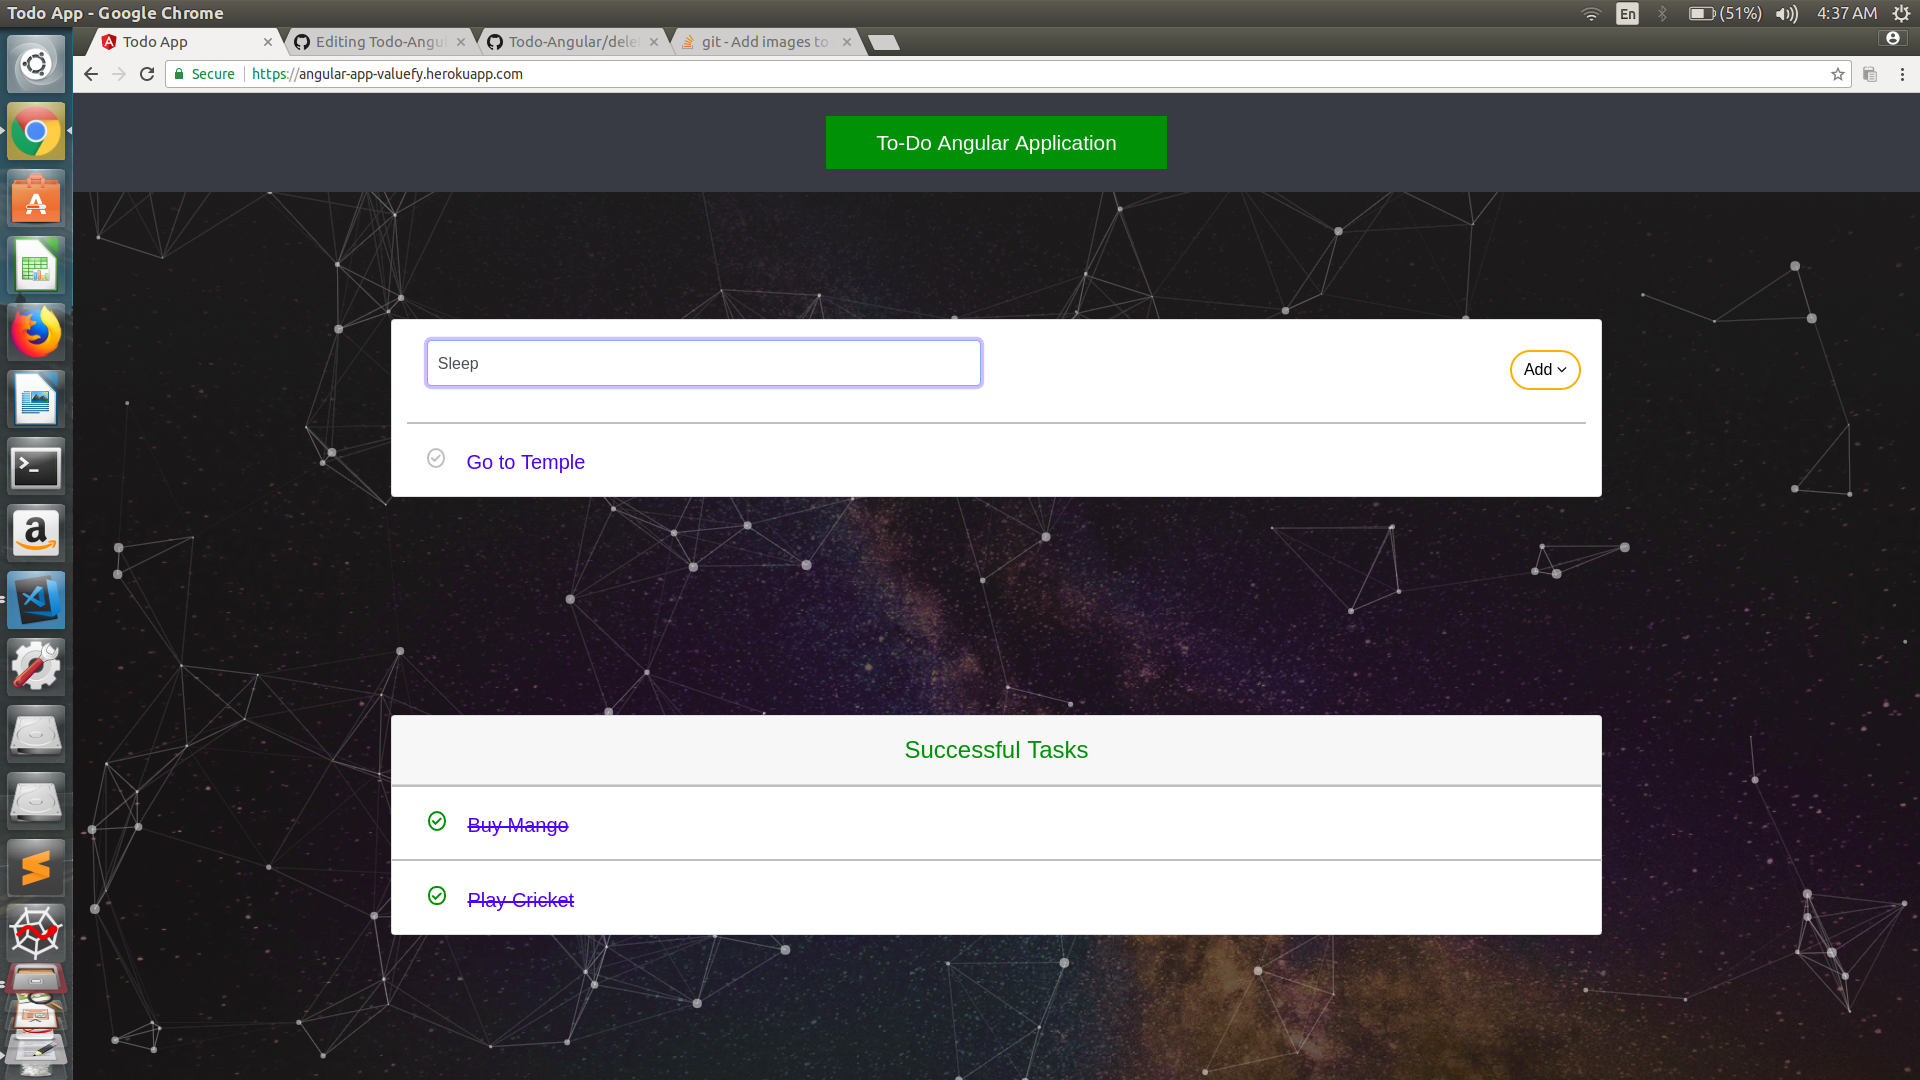 Todo App - Google Chrome
En
(51%)
4:37 AM
Todo App
Editing Todo-Angu
Todo-Angular/dele
git - Add images to
Secure
https://angular-app-valuefy.herokuapp.com
To-Do Angular Application
Sleep
Add
Go to Temple
Successful Tasks
Buy Mango
Play Cricket